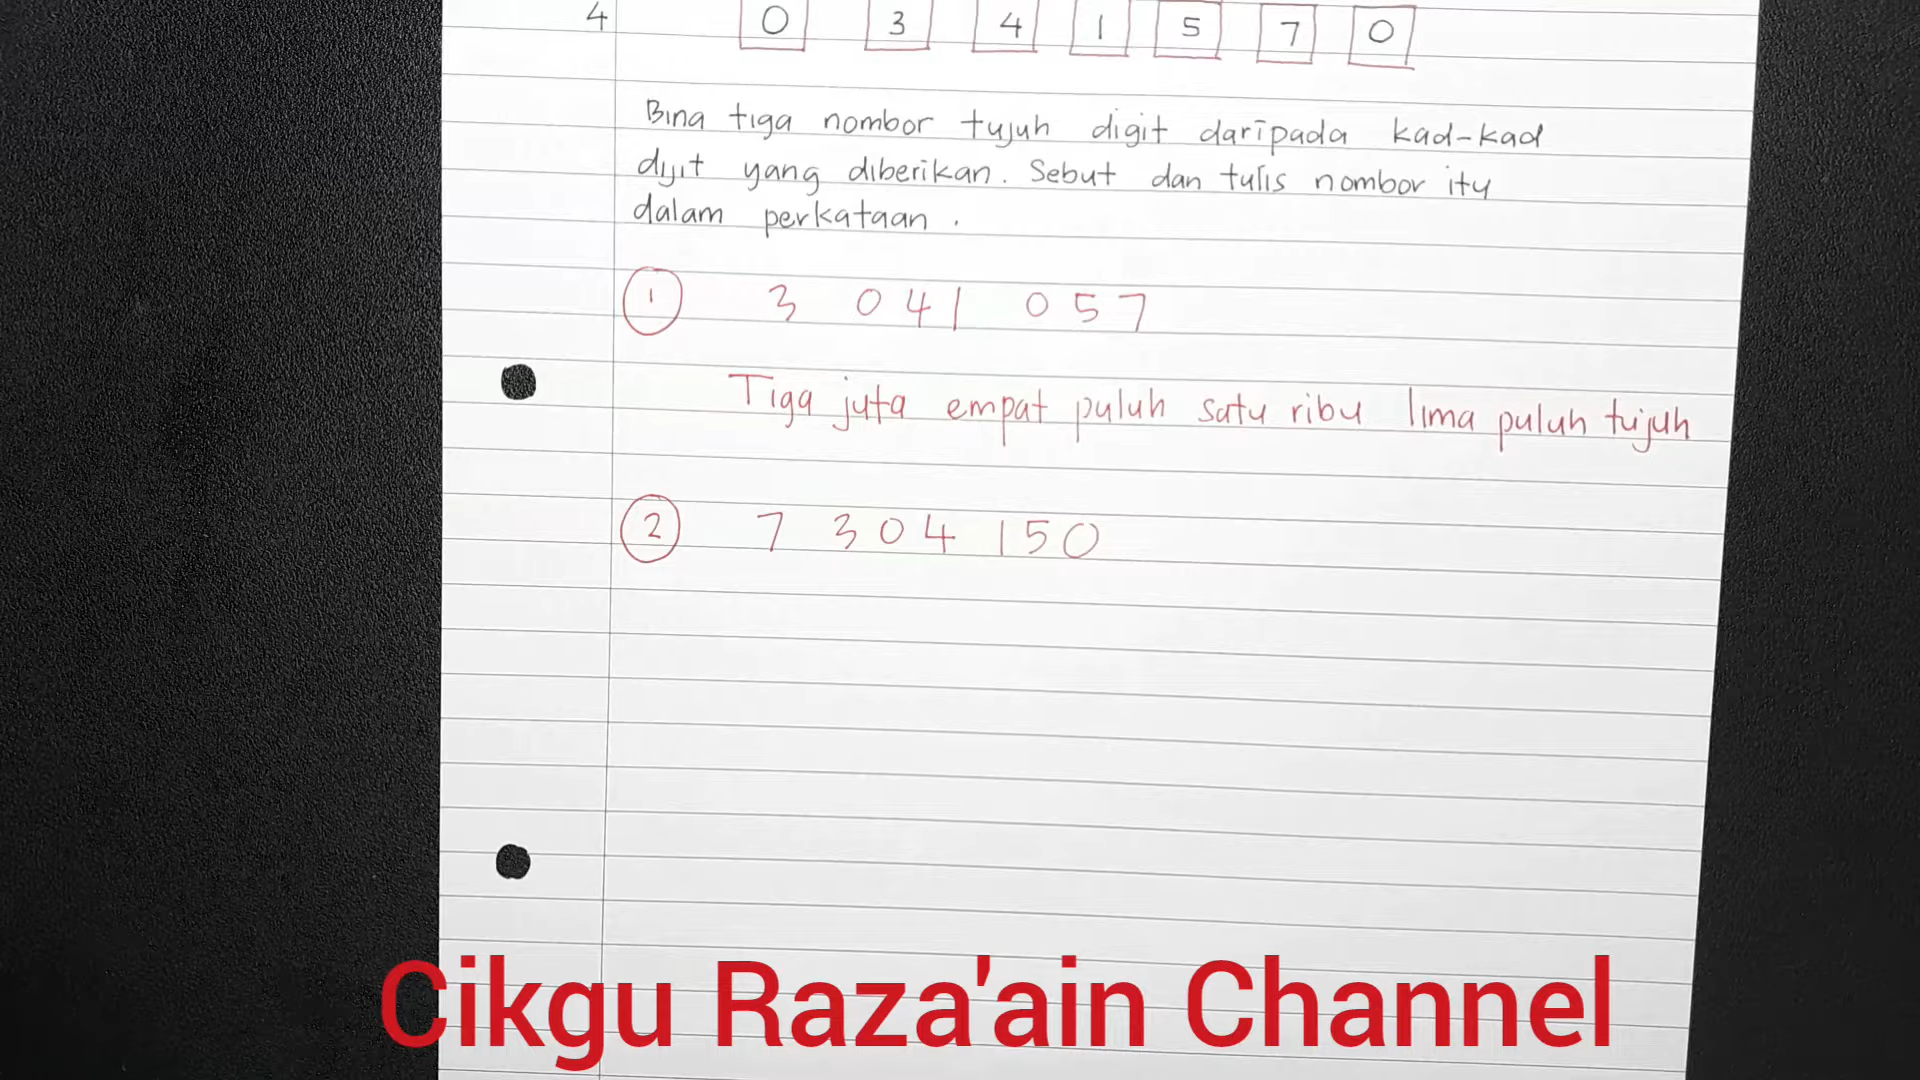 4 0 3 4 1 5 7 0
Bina tiga nombor tujuh digit daripada kad-kad
dijit yang diberikan. Sebut dan tulis nombor itu
dalam perkataan.
1 3 041 057
Tiga juta empat puluh satu ribu lima puluh tujuh
2 7 304 150
Cikgu Raza'ain Channel